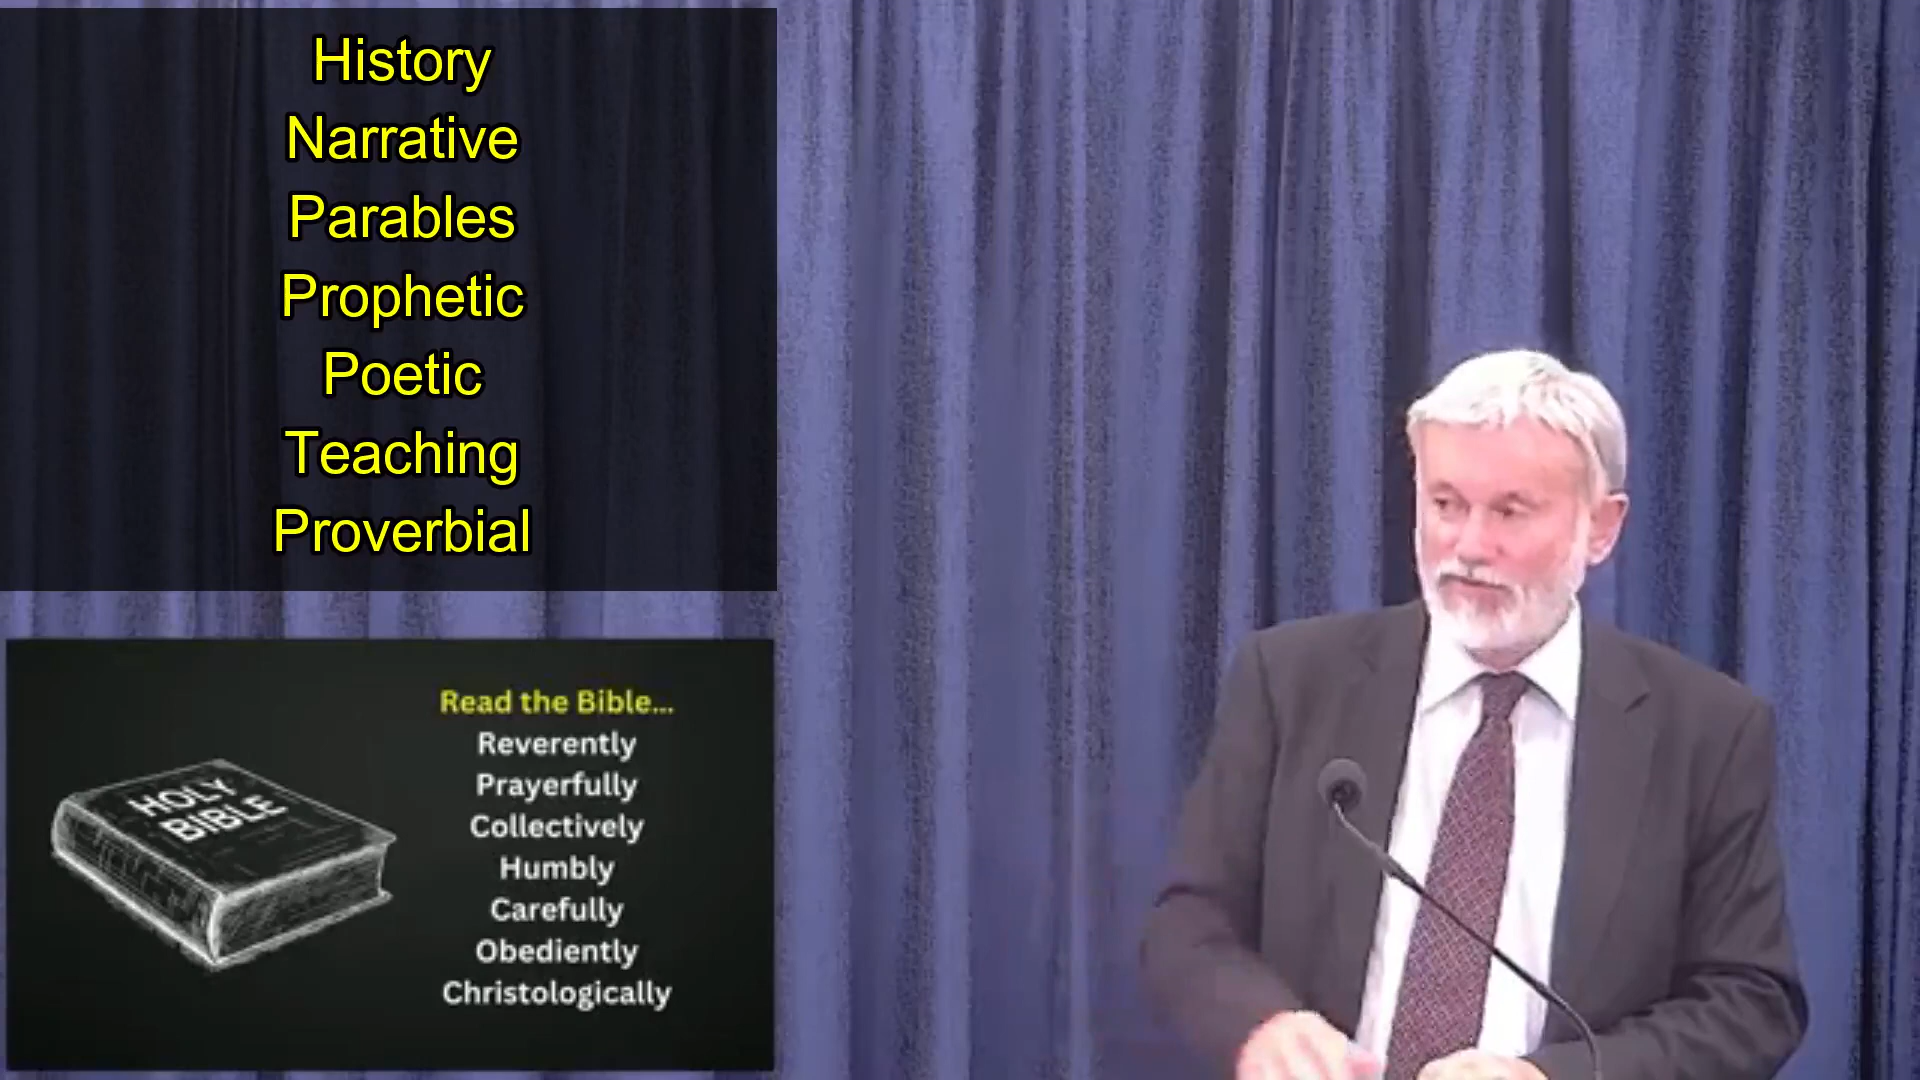 History
Narrative
Parables
Prophetic
Poetic
Teaching
Proverbial
Read the Bible...
Reverently
Prayerfully
Collectively
Humbly
Carefully
Obediently
Christologically
HOLY
BIBLE